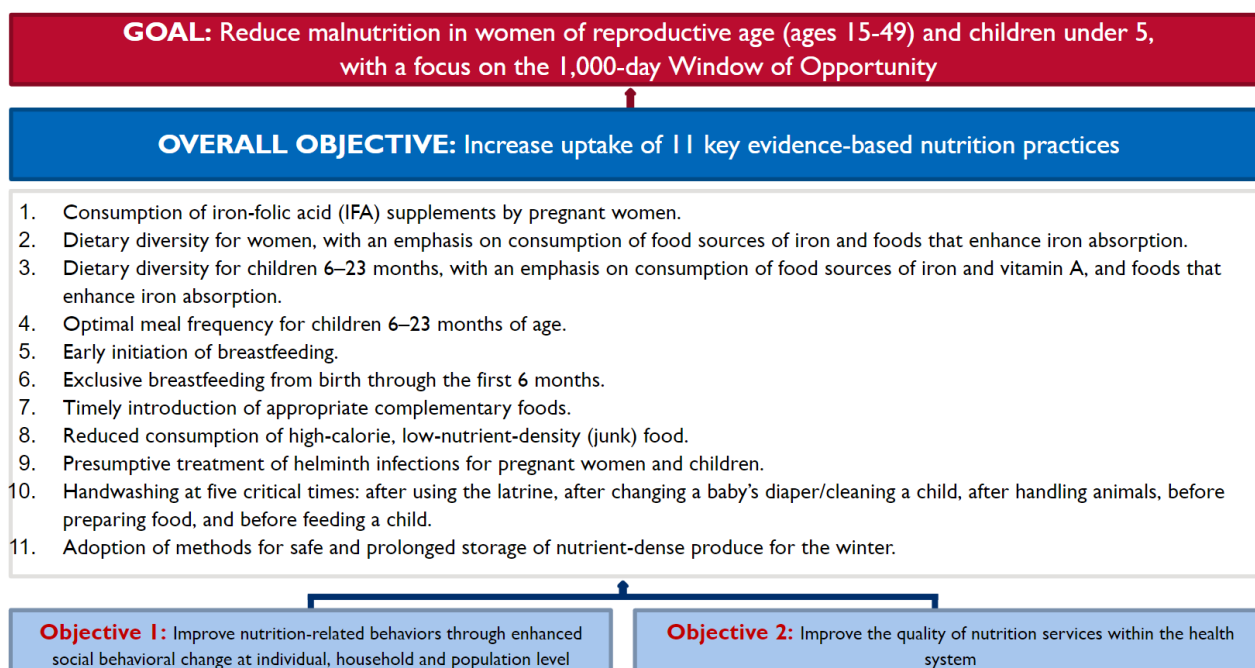 GOAL: Reduce malnutrition in women of reproductive age (ages 15-49) and children under 5,
with a focus on the 1,000-day Window of Opportunity
OVERALL OBJECTIVE: Increase uptake of 11 key evidence-based nutrition practices
1. Consumption of iron-folic acid (IFA) supplements by pregnant women.
2. Dietary diversity for women, with an emphasis on consumption of food sources of iron and foods that enhance iron absorption.
3. Dietary diversity for children 6–23 months, with an emphasis on consumption of food sources of iron and vitamin A, and foods that
enhance iron absorption.
4. Optimal meal frequency for children 6–23 months of age.
5. Early initiation of breastfeeding.
6. Exclusive breastfeeding from birth through the first 6 months.
7. Timely introduction of appropriate complementary foods.
8. Reduced consumption of high-calorie, low-nutrient-density (junk) food.
9. Presumptive treatment of helminth infections for pregnant women and children.
10. Handwashing at five critical times: after using the latrine, after changing a baby’s diaper/cleaning a child, after handling animals, before
preparing food, and before feeding a child.
11. Adoption of methods for safe and prolonged storage of nutrient-dense produce for the winter.
Objective 1: Improve nutrition-related behaviors through enhanced
social behavioral change at individual, household and population level
Objective 2: Improve the quality of nutrition services within the health
system